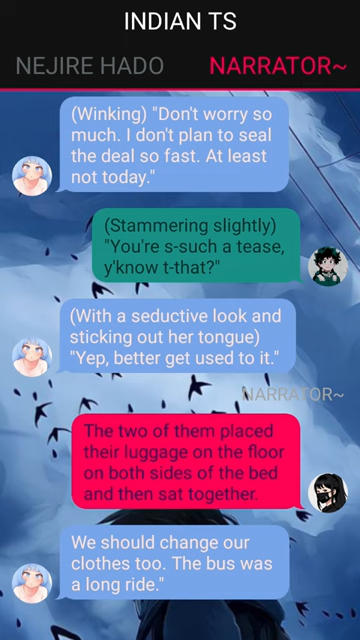 INDIAN TS
NEJIRE HADO
NARRATOR~
(Winking) "Don't worry so
much. I don't plan to seal
the deal so fast. At least
not today."
(Stammering slightly)
"You're s-such a tease,
y'know t-that?"
(With a seductive look and
sticking out her tongue)
"Yep, better get used to it."
NARRATOR~
The two of them placed
their luggage on the floor
on both sides of the bed
and then sat together.
We should change our
clothes too. The bus was
a long ride."